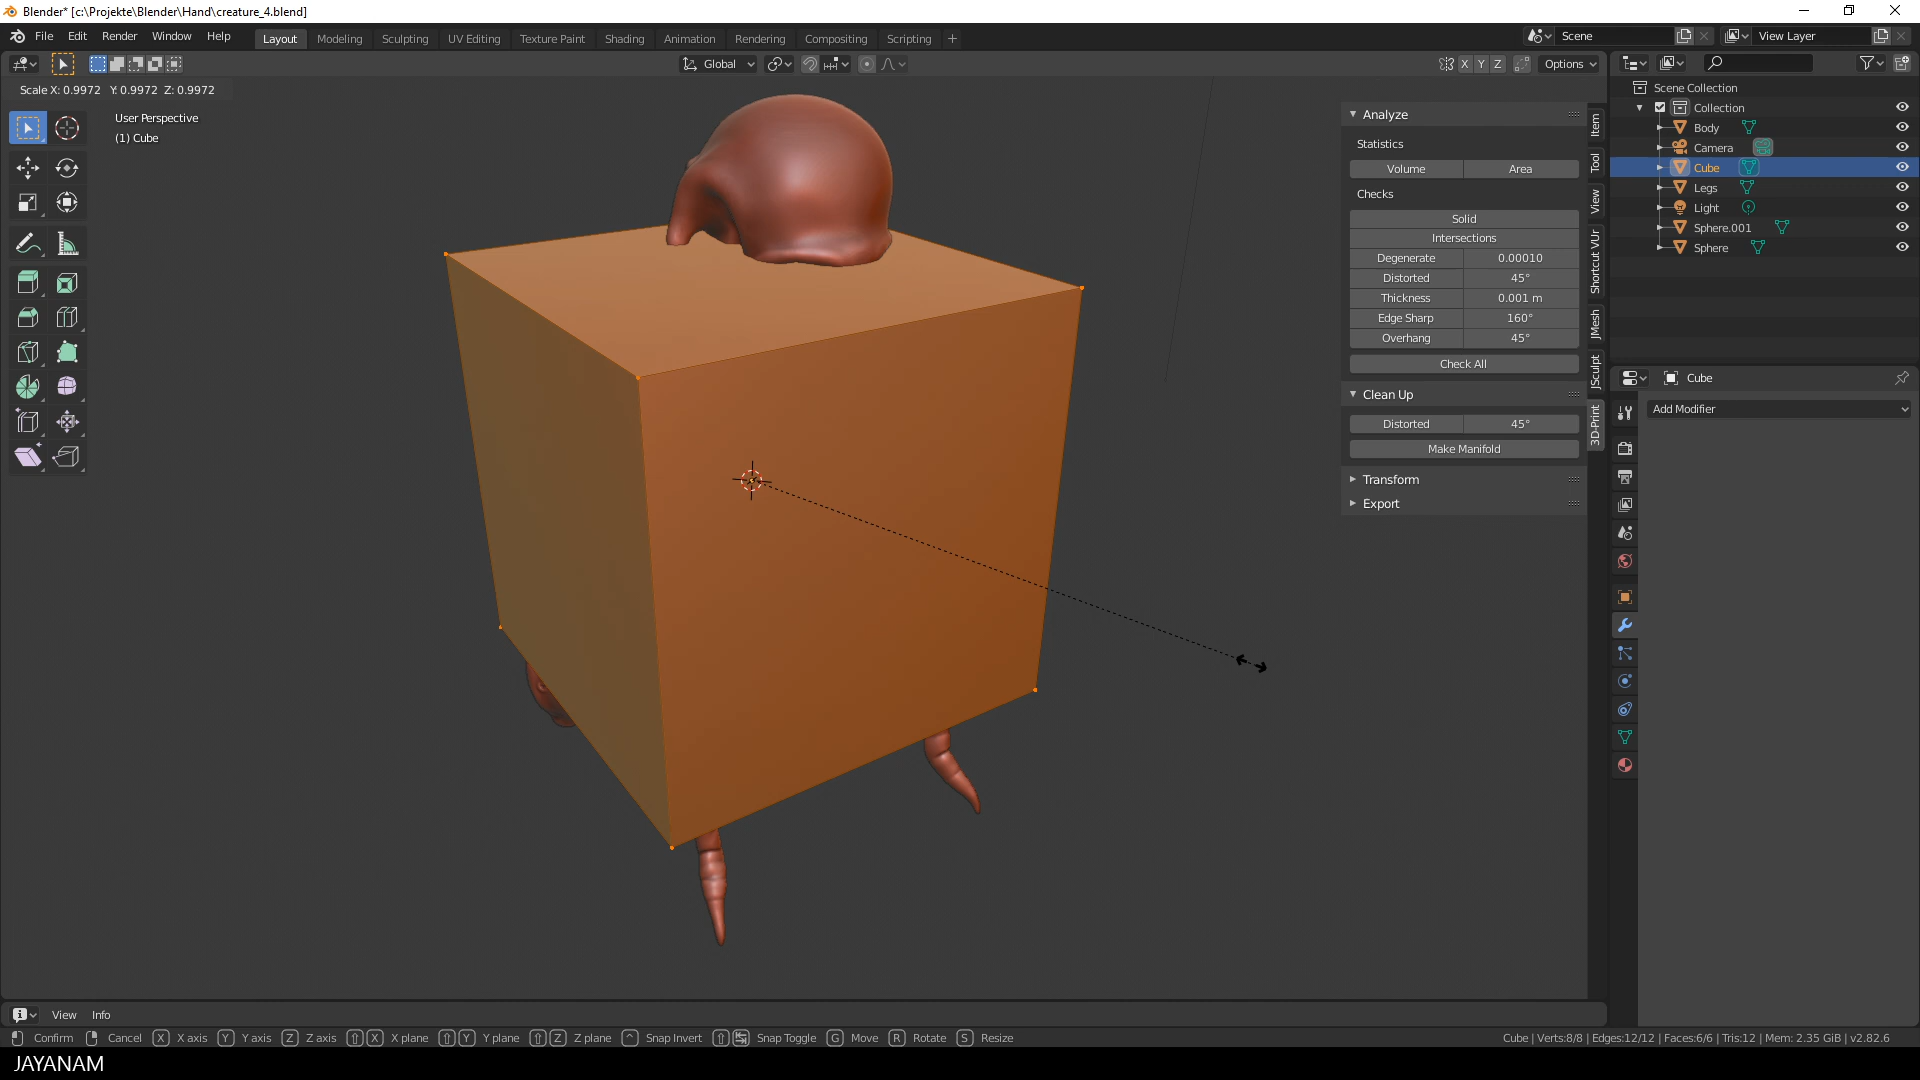 Blender* [c:\Projekte\Blender\Hand\creature_4.blend]
File Edit Render Window Help Layout Modeling Sculpting UV Editing Texture Paint Shading Animation Rendering Compositing Scripting + Scene View Layer
Global X Y Z Options
Scale X: 0.9972 Y: 0.9972 Z: 0.9972
User Perspective
(1) Cube
Analyze
Statistics
Volume Area
Checks
Solid
Intersections
Degenerate 0.00010
Distorted 45°
Thickness 0.001 m
Edge Sharp 160°
Overhang 45°
Check All
Clean Up
Distorted 45°
Make Manifold
Transform
Export
Item
Tool
View
Shortcut VUr
JMesh
JSculpt
3D-Print
Scene Collection
Collection
Body
Camera
Cube
Legs
Light
Sphere.001
Sphere
Cube
Add Modifier
View Info
Confirm Cancel X X axis Y Y axis Z Z axis X X plane Y Y plane Z Z plane ^ Snap Invert Snap Toggle G Move R Rotate S Resize
Cube | Verts:8/8 | Edges:12/12 | Faces:6/6 | Tris:12 | Mem: 2.35 GiB | v2.82.6
JAYANAM